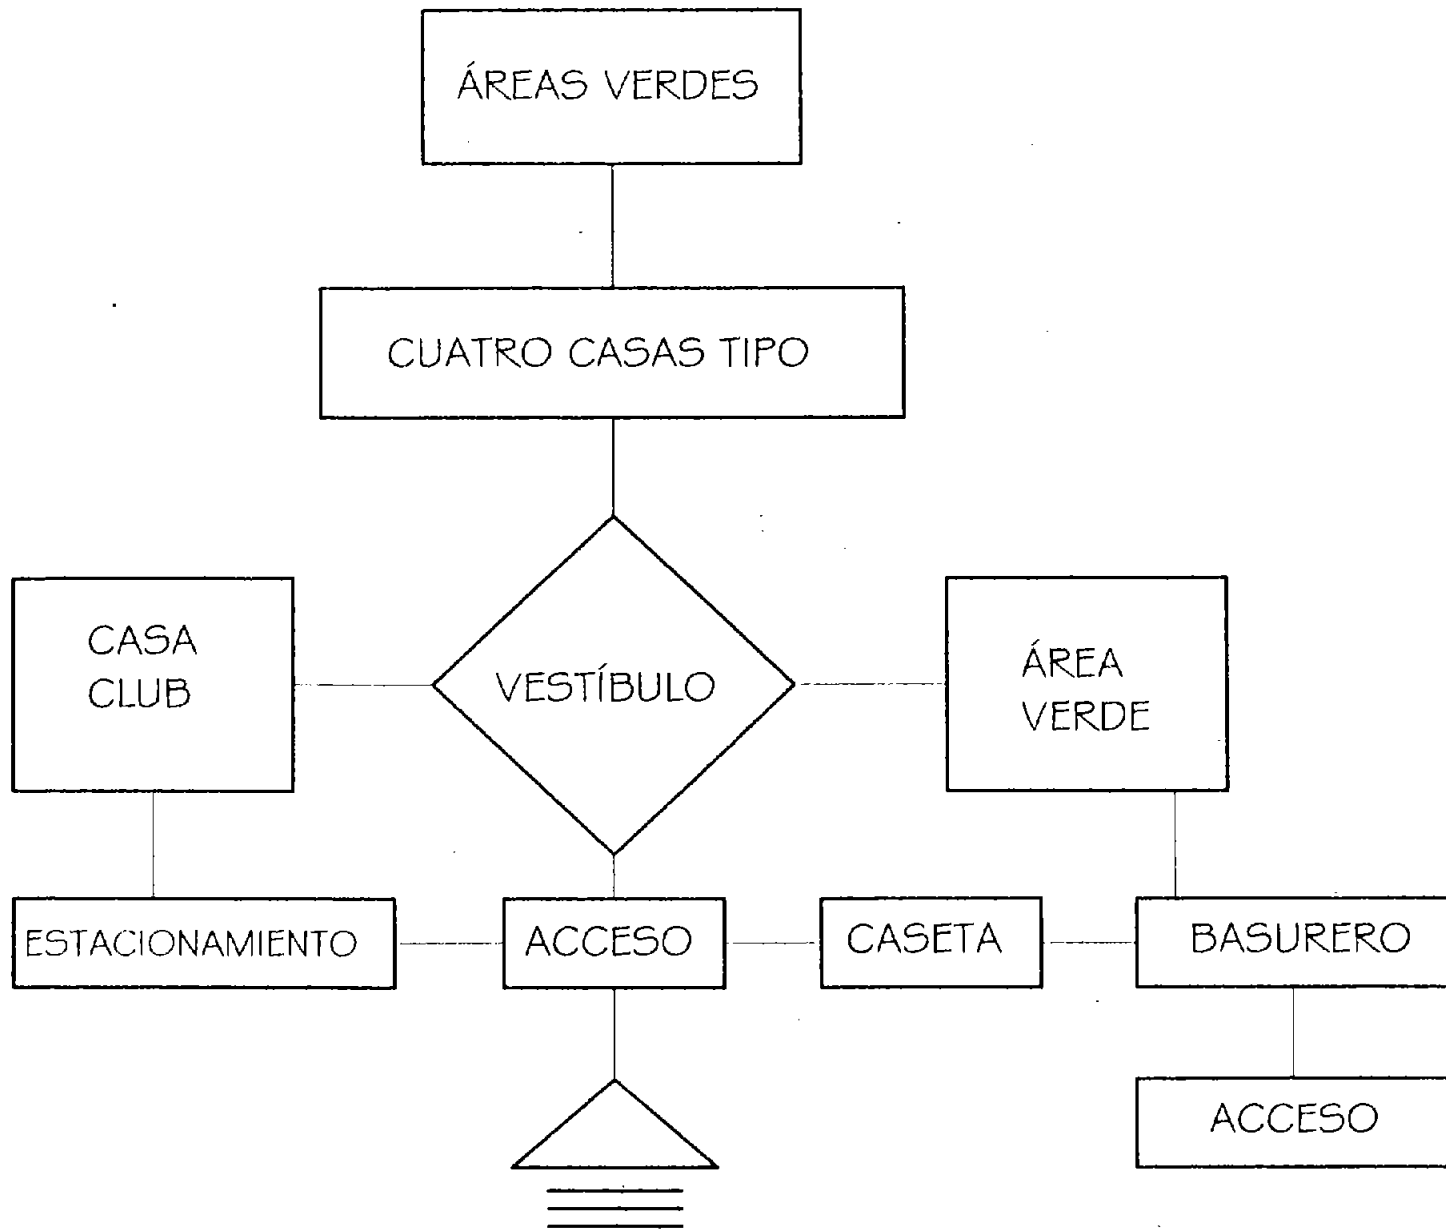 ÁREAS VERDES
CUATRO CASAS TIPO
CASA
CLUB
VESTÍBULO
ÁREA
VERDE
ESTACIONAMIENTO
ACCESO
CASETA
BASURERO
ACCESO